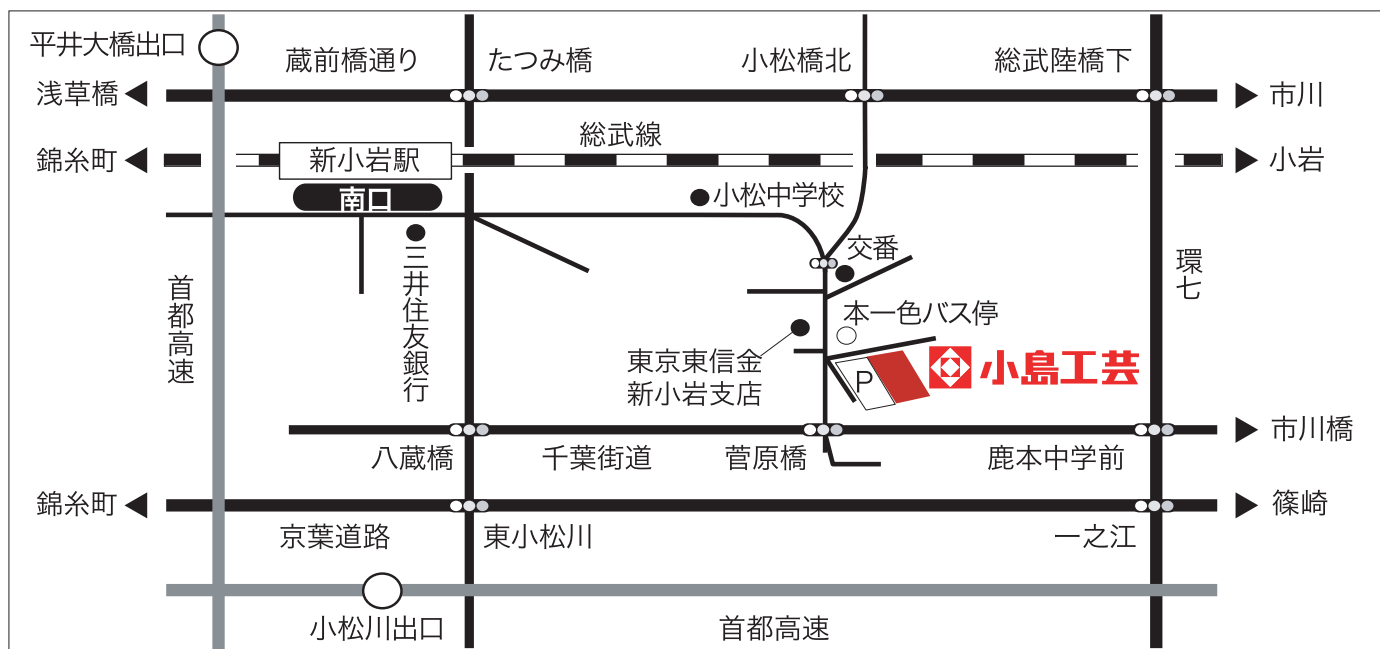 平井大橋出口
蔵前橋通り
たつみ橋
小松橋北
総武陸橋下
浅草橋
市川
総武線
錦糸町
新小岩駅
小岩
南口
小松中学校
三井住友銀行
交番
環七
首都高速
本一色バス停
東京東信金
新小岩支店
P
小島工芸
市川橋
八蔵橋
千葉街道
菅原橋
鹿本中学前
錦糸町
篠崎
京葉道路
東小松川
一之江
小松川出口
首都高速